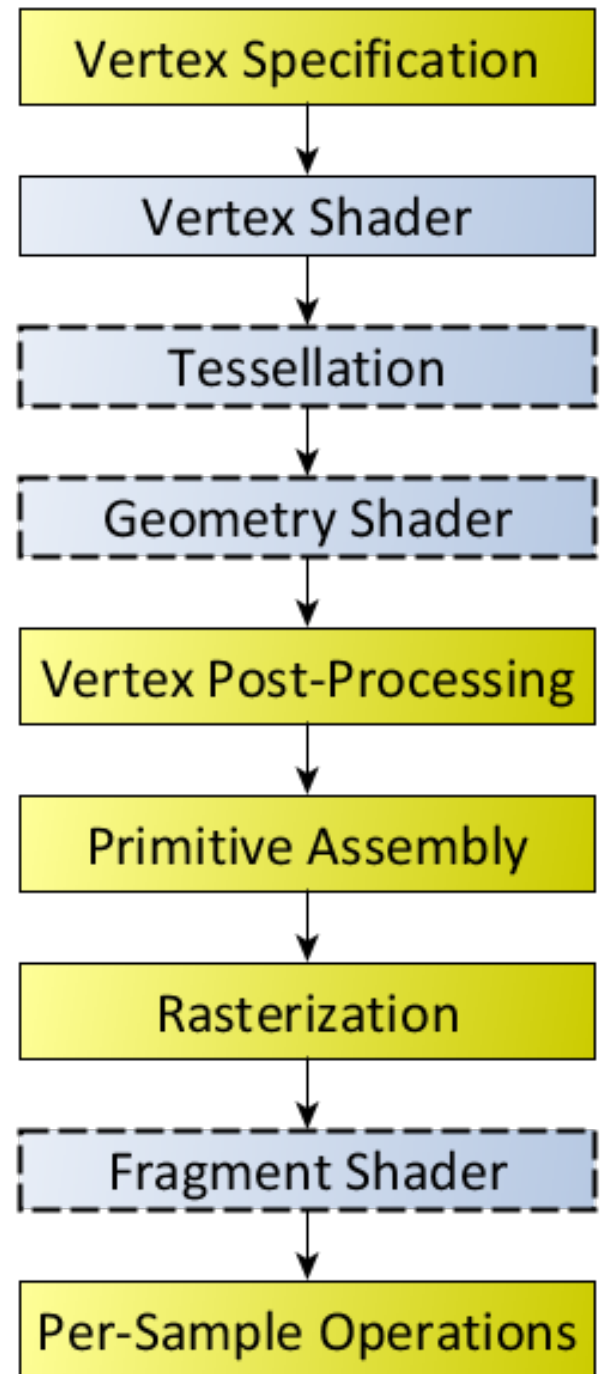 Vertex Specification
Vertex Shader
Tessellation
Geometry Shader
Vertex Post-Processing
Primitive Assembly
Rasterization
Fragment Shader
Per-Sample Operations